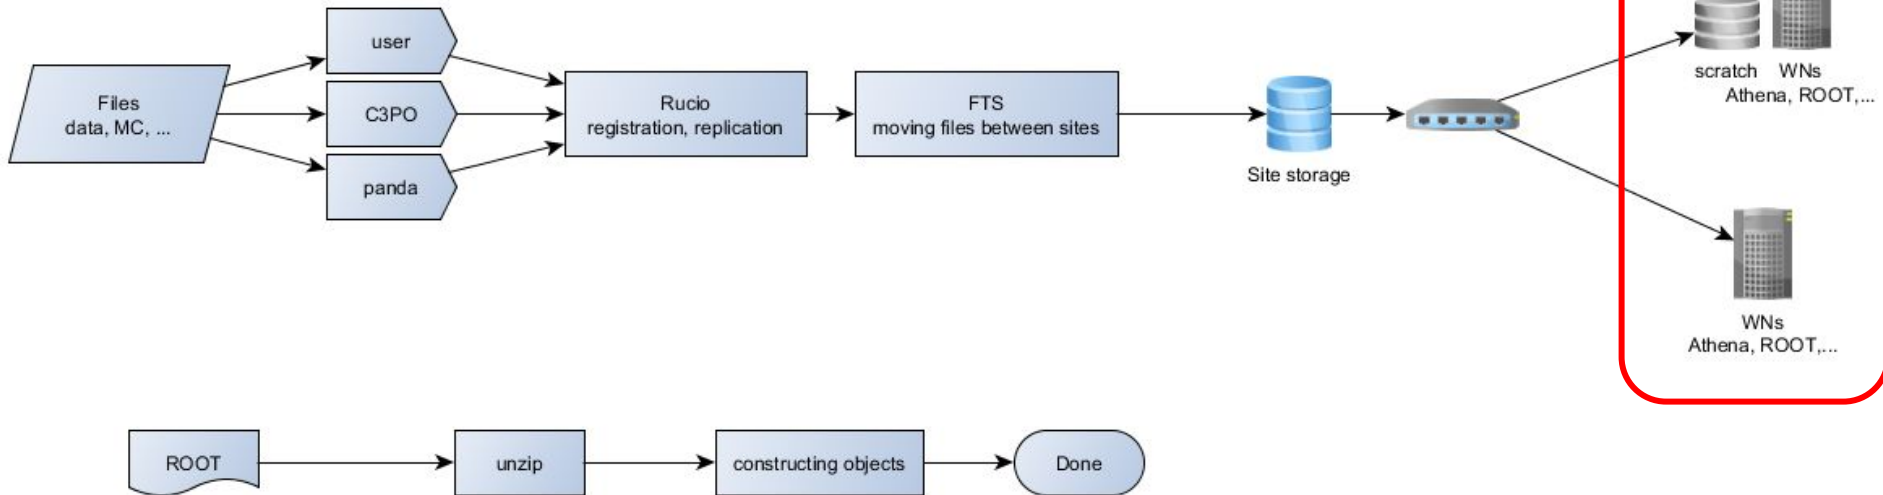 user
Files
data, MC, ...
C3PO
panda
Rucio
registration, replication
FTS
moving files between sites
Site storage
scratch WNs
Athena, ROOT,...
WNs
Athena, ROOT,...
ROOT
unzip
constructing objects
Done